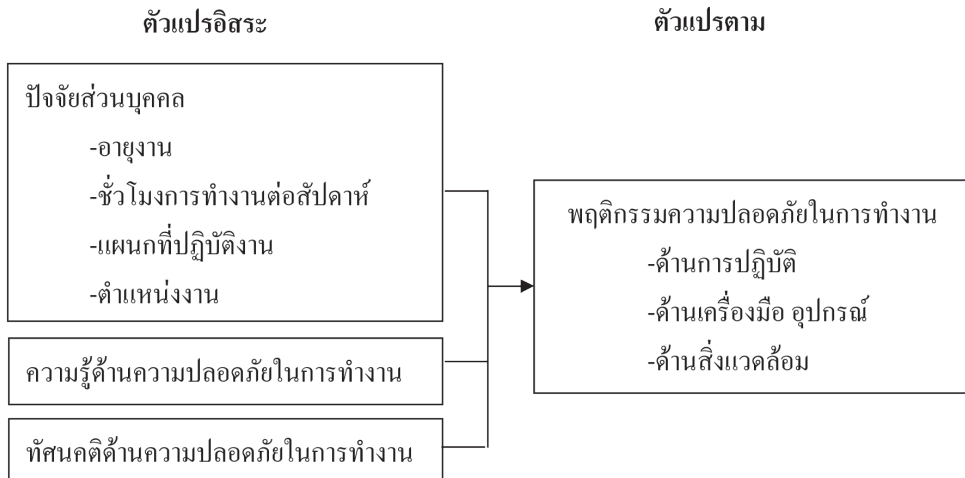 ตัวแปรอิสระ
ตัวแปรตาม
ปัจจัยส่วนบุคคล
-อายุงาน
-ชั่วโมงการทำงานต่อสัปดาห์
-แผนกที่ปฏิบัติงาน
-ตำแหน่งงาน
ความรู้ด้านความปลอดภัยในการทำงาน
ทัศนคติด้านความปลอดภัยในการทำงาน
พฤติกรรมความปลอดภัยในการทำงาน
-ด้านการปฏิบัติ
-ด้านเครื่องมือ อุปกรณ์
-ด้านสิ่งแวดล้อม